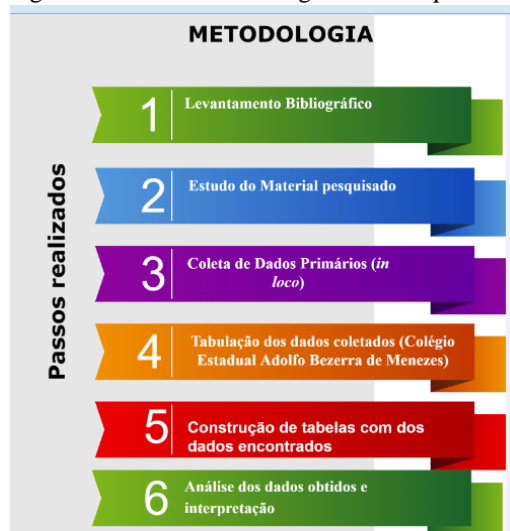 METODOLOGIA
Passos realizados
1
Levantamento Bibliográfico
2
Estudo do Material pesquisado
3
Coleta de Dados Primários (in
loco)
4
Tabulação dos dados coletados (Colégio
Estadual Adolfo Bezerra de Menezes)
5
Construção de tabelas com dos
dados encontrados
6
Análise dos dados obtidos e
interpretação